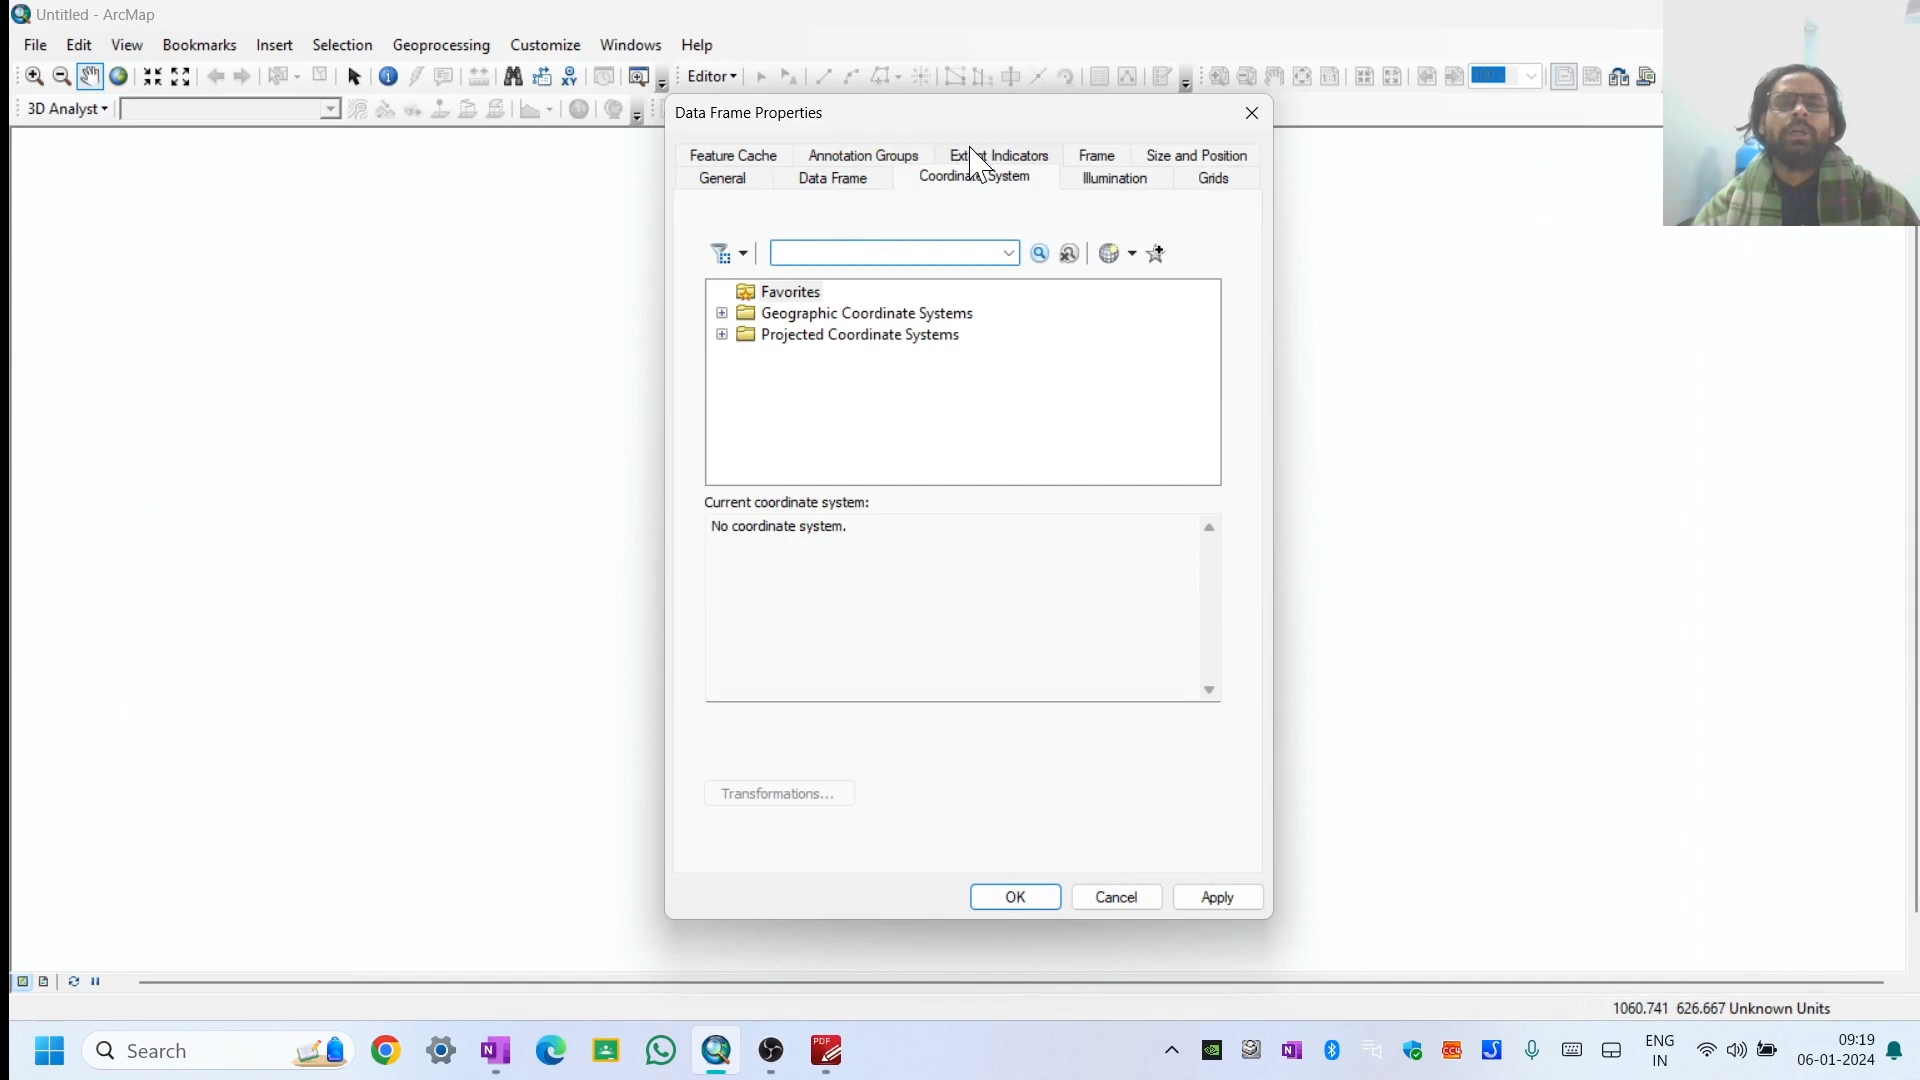 Untitled - ArcMap
File Edit View Bookmarks Insert Selection Geoprocessing Customize Windows Help
Editor
3D Analyst
Data Frame Properties
Feature Cache Annotation Groups Extent Indicators Frame Size and Position
General Data Frame Coordinate System Illumination Grids
Favorites
Geographic Coordinate Systems
Projected Coordinate Systems
Current coordinate system:
No coordinate system.
Transformations...
OK Cancel Apply
1060.741 626.667 Unknown Units
Search
PDF
ENG
IN
09:19
06-01-2024